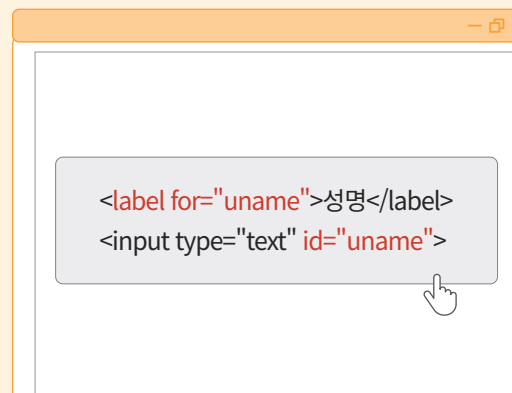 <label for="uname">성명</label>
<input type="text" id="uname">